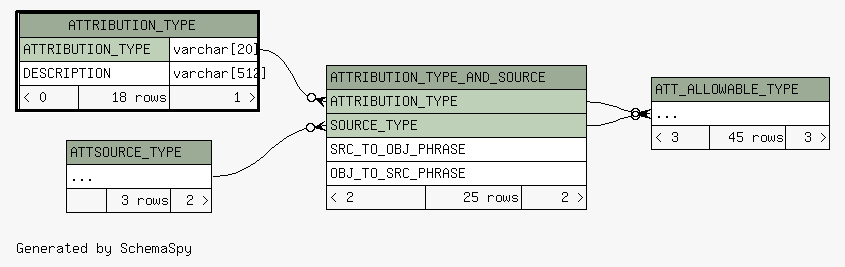 ATTRIBUTION_TYPE
ATTRIBUTION_TYPE varchar[20]
DESCRIPTION varchar[512]
< 0 18 rows 1 >
ATTSOURCE_TYPE
...
3 rows 2 >
ATTRIBUTION_TYPE_AND_SOURCE
ATTRIBUTION_TYPE
SOURCE_TYPE
SRC_TO_OBJ_PHRASE
OBJ_TO_SRC_PHRASE
< 2 25 rows 2 >
ATT_ALLOWABLE_TYPE
...
< 3 45 rows 3 >
Generated by SchemaSpy